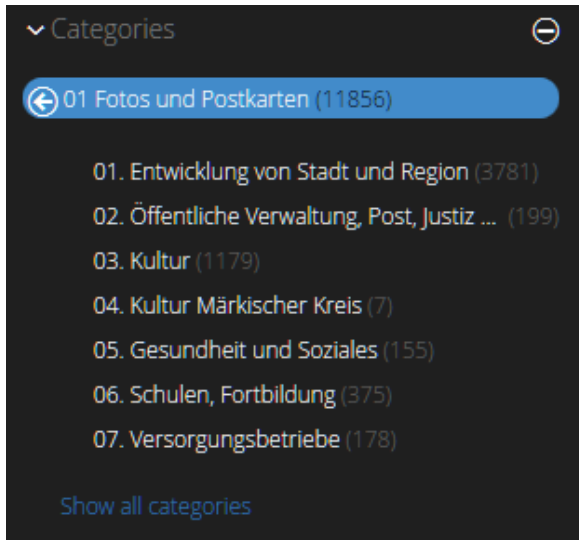 Categories
01 Fotos und Postkarten (11856)
01. Entwicklung von Stadt und Region (3781)
02. Öffentliche Verwaltung, Post, Justiz ... (199)
03. Kultur (1179)
04. Kultur Märkischer Kreis (7)
05. Gesundheit und Soziales (155)
06. Schulen, Fortbildung (375)
07. Versorgungsbetriebe (178)
Show all categories